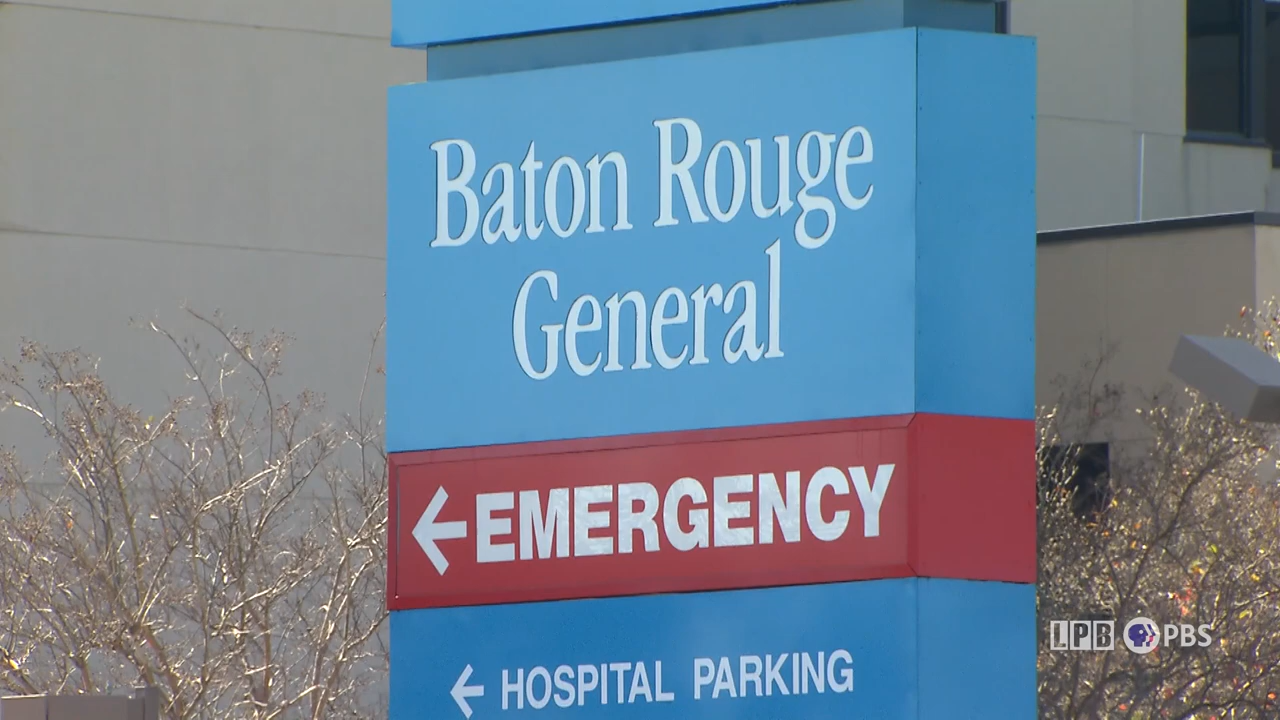 Baton Rouge
General
← EMERGENCY
← HOSPITAL PARKING
LPB PBS